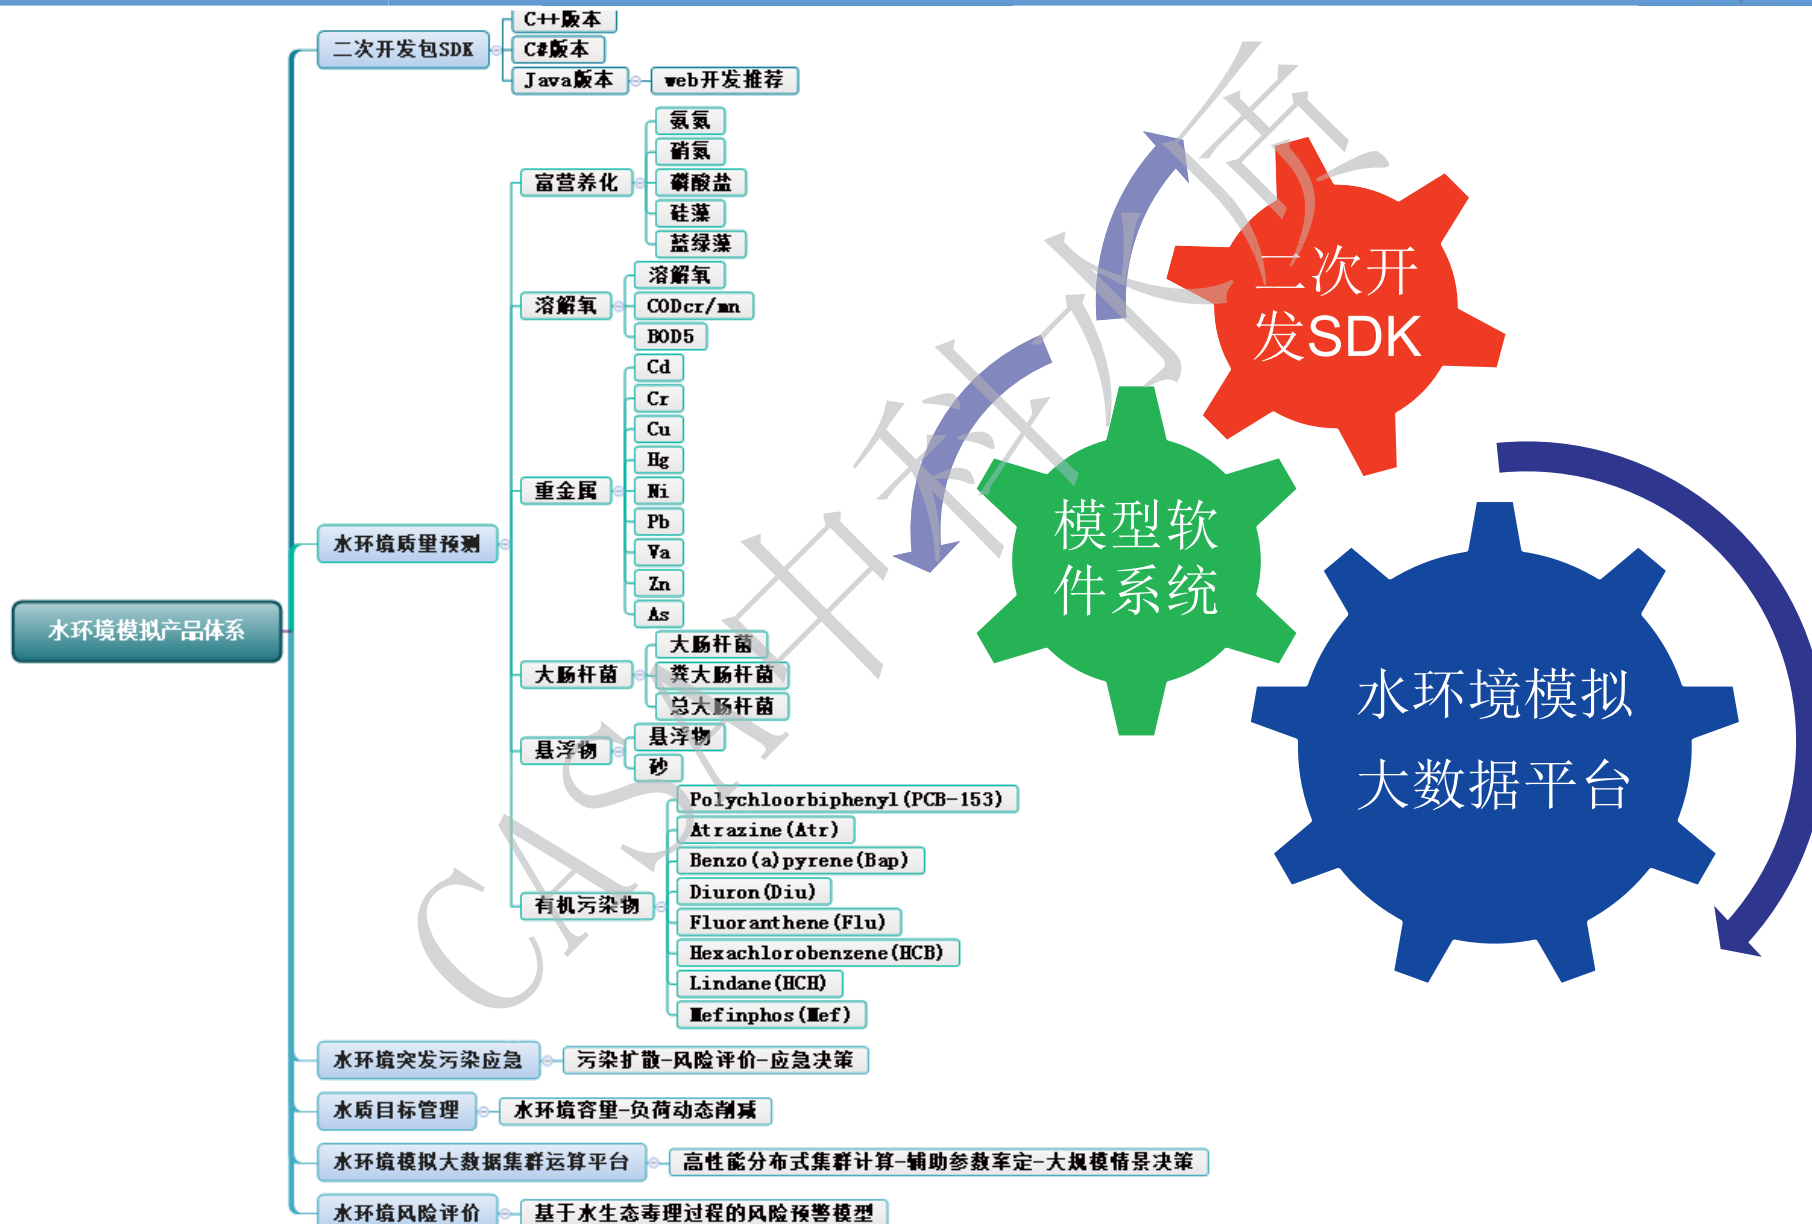 水环境模拟产品体系
二次开发包SDK
C++版本
C#版本
Java版本
web开发推荐
水环境质量预测
富营养化
氨氮
硝氮
磷酸盐
硅藻
蓝绿藻
溶解氧
溶解氧
CODcr/mn
BOD5
重金属
Cd
Cr
Cu
Hg
Ni
Pb
Va
Zn
As
大肠杆菌
大肠杆菌
粪大肠杆菌
总大肠杆菌
悬浮物
悬浮物
砂
有机污染物
Polychloorbiphenyl(PCB-153)
Atrazine(Atr)
Benzo(a)pyrene(Bap)
Diuron(Diu)
Fluoranthene(Flu)
Hexachlorobenzene(HCB)
Lindane(HCH)
Mefinphos(Mef)
水环境突发污染应急
污染扩散-风险评价-应急决策
水质目标管理
水环境容量-负荷动态削减
水环境模拟大数据集群运算平台
高性能分布式集群计算-辅助参数率定-大规模情景决策
水环境风险评价
基于水生态毒理过程的风险预警模型
二次开
发SDK
模型软
件系统
水环境模拟
大数据平台
CASA中科水质